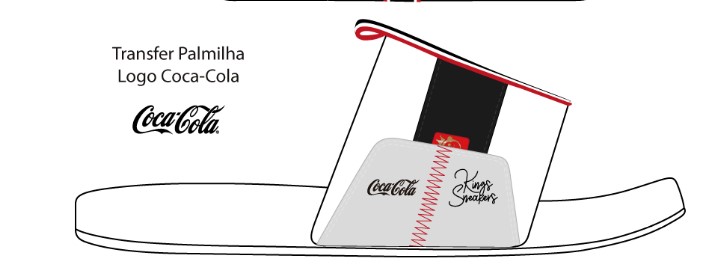 Transfer Palmilha
Logo Coca-Cola
Coca-Cola
Coca-Cola
Kings
Sneakers